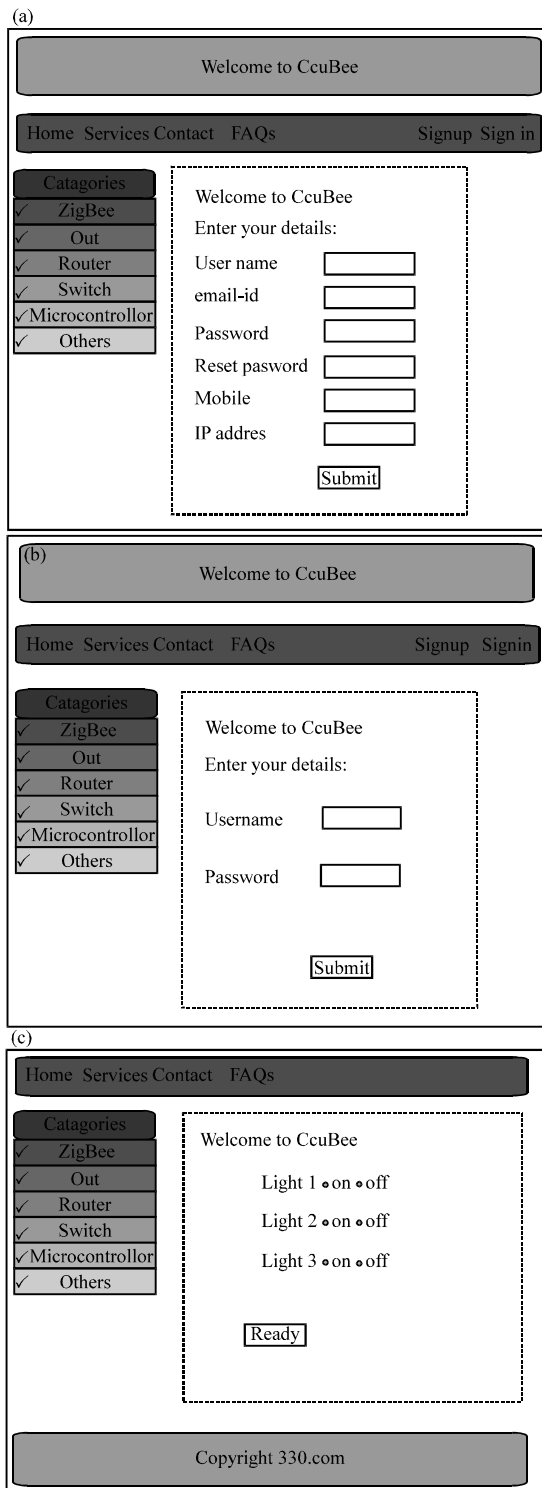 (a)
Welcome to CcuBee
Home Services Contact FAQs Signup Sign in
Catagories
✓ ZigBee
✓ Out
✓ Router
✓ Switch
✓ Microcontrollor
✓ Others
Welcome to CcuBee
Enter your details:
User name
email-id
Password
Reset pasword
Mobile
IP addres
Submit
(b)
Welcome to CcuBee
Home Services Contact FAQs Signup Signin
Catagories
✓ ZigBee
✓ Out
✓ Router
✓ Switch
✓ Microcontrollor
✓ Others
Welcome to CcuBee
Enter your details:
Username
Password
Submit
(c)
Home Services Contact FAQs
Catagories
✓ ZigBee
✓ Out
✓ Router
✓ Switch
✓ Microcontrollor
✓ Others
Welcome to CcuBee
Light 1 on off
Light 2 on off
Light 3 on off
Ready
Copyright 330.com